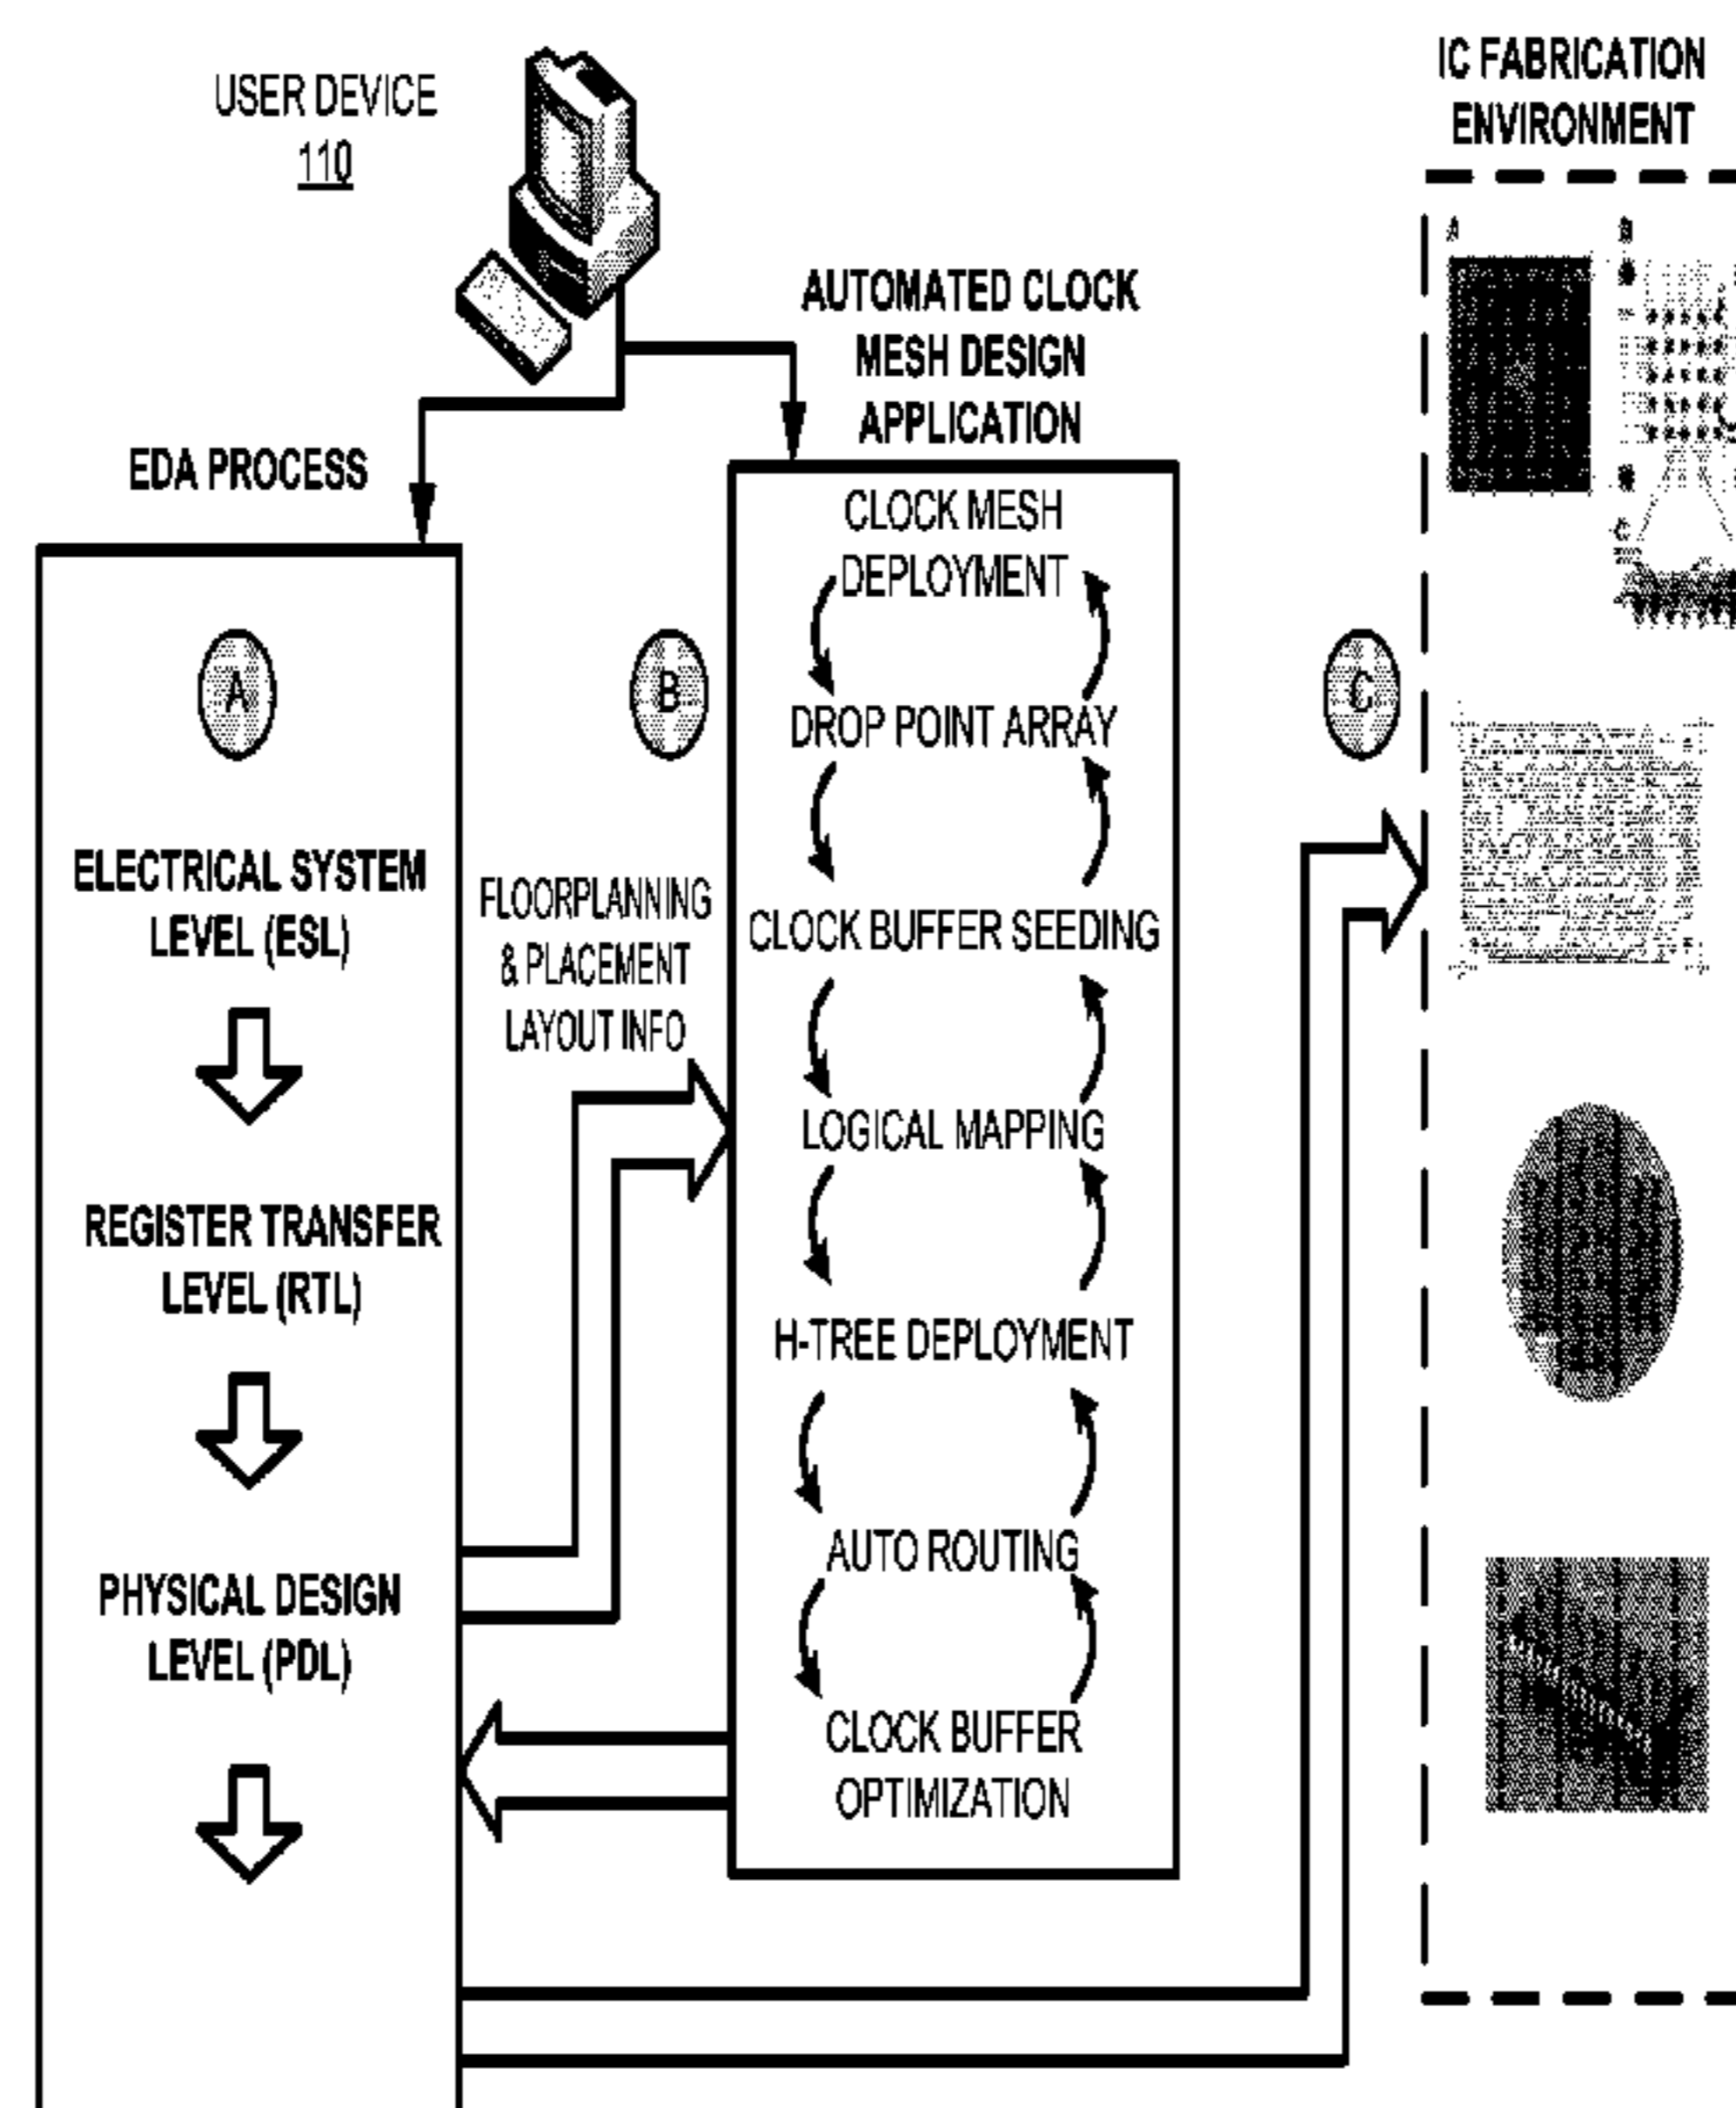 USER DEVICE
110
IC FABRICATION
ENVIRONMENT
AUTOMATED CLOCK
MESH DESIGN
APPLICATION
EDA PROCESS
A
ELECTRICAL SYSTEM
LEVEL (ESL)
REGISTER TRANSFER
LEVEL (RTL)
PHYSICAL DESIGN
LEVEL (PDL)
B
FLOORPLANNING
& PLACEMENT
LAYOUT INFO
CLOCK MESH
DEPLOYMENT
DROP POINT ARRAY
CLOCK BUFFER SEEDING
LOGICAL MAPPING
H-TREE DEPLOYMENT
AUTO ROUTING
CLOCK BUFFER
OPTIMIZATION
C